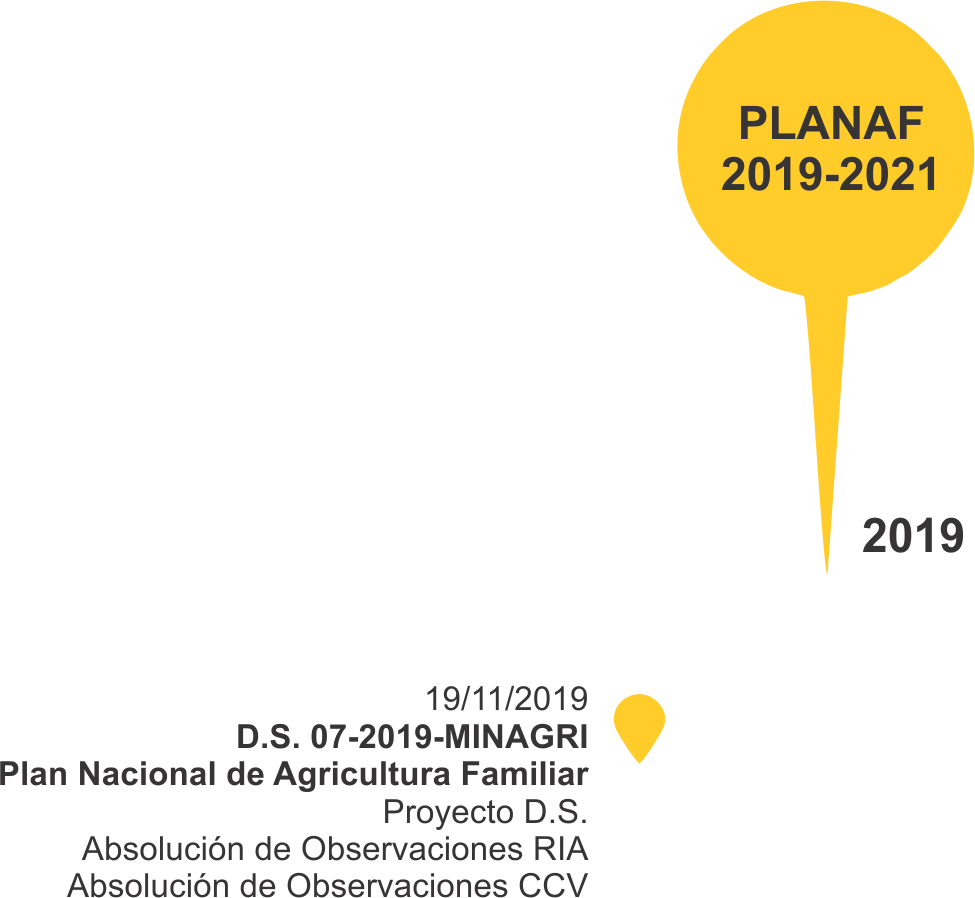 PLANAF
2019-2021
2019
19/11/2019
D.S. 07-2019-MINAGRI
Plan Nacional de Agricultura Familiar
Proyecto D.S.
Absolución de Observaciones RIA
Absolución de Observaciones CCV